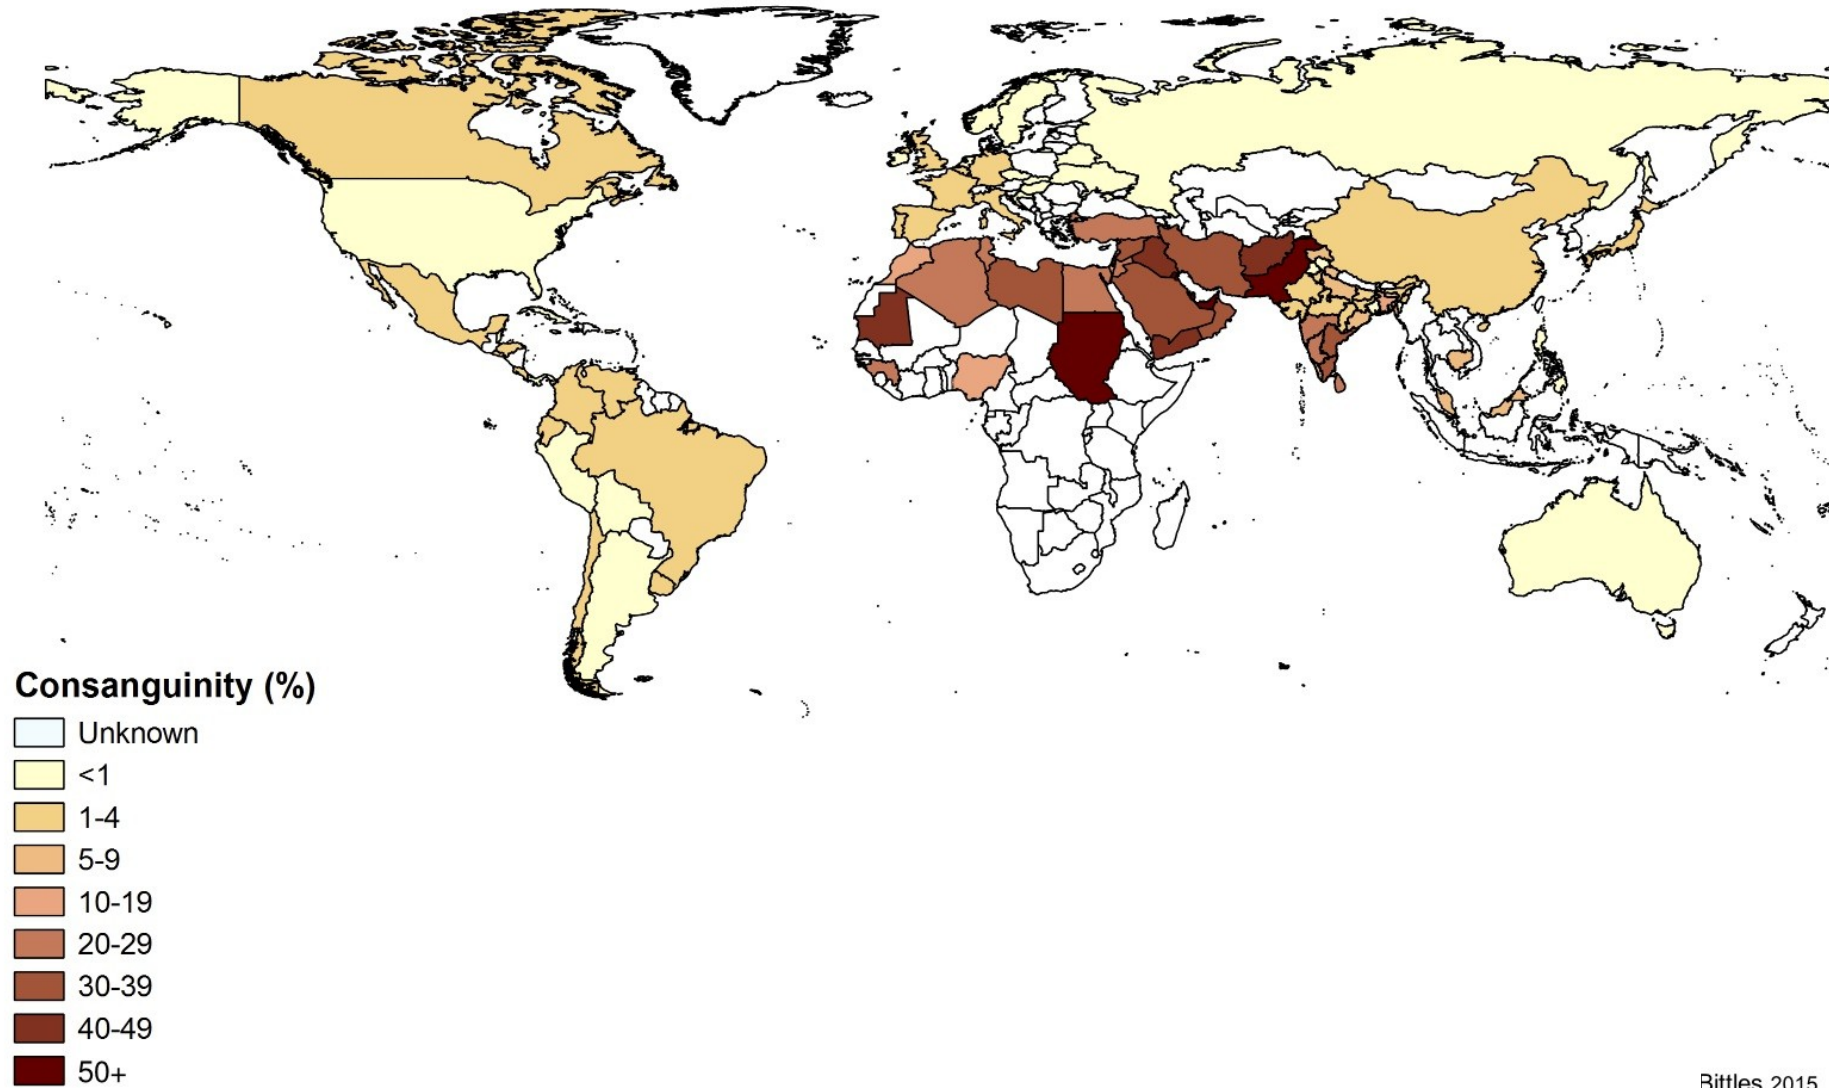 Consanguinity (%)
Unknown
<1
1-4
5-9
10-19
20-29
30-39
40-49
50+
Bittles 2015